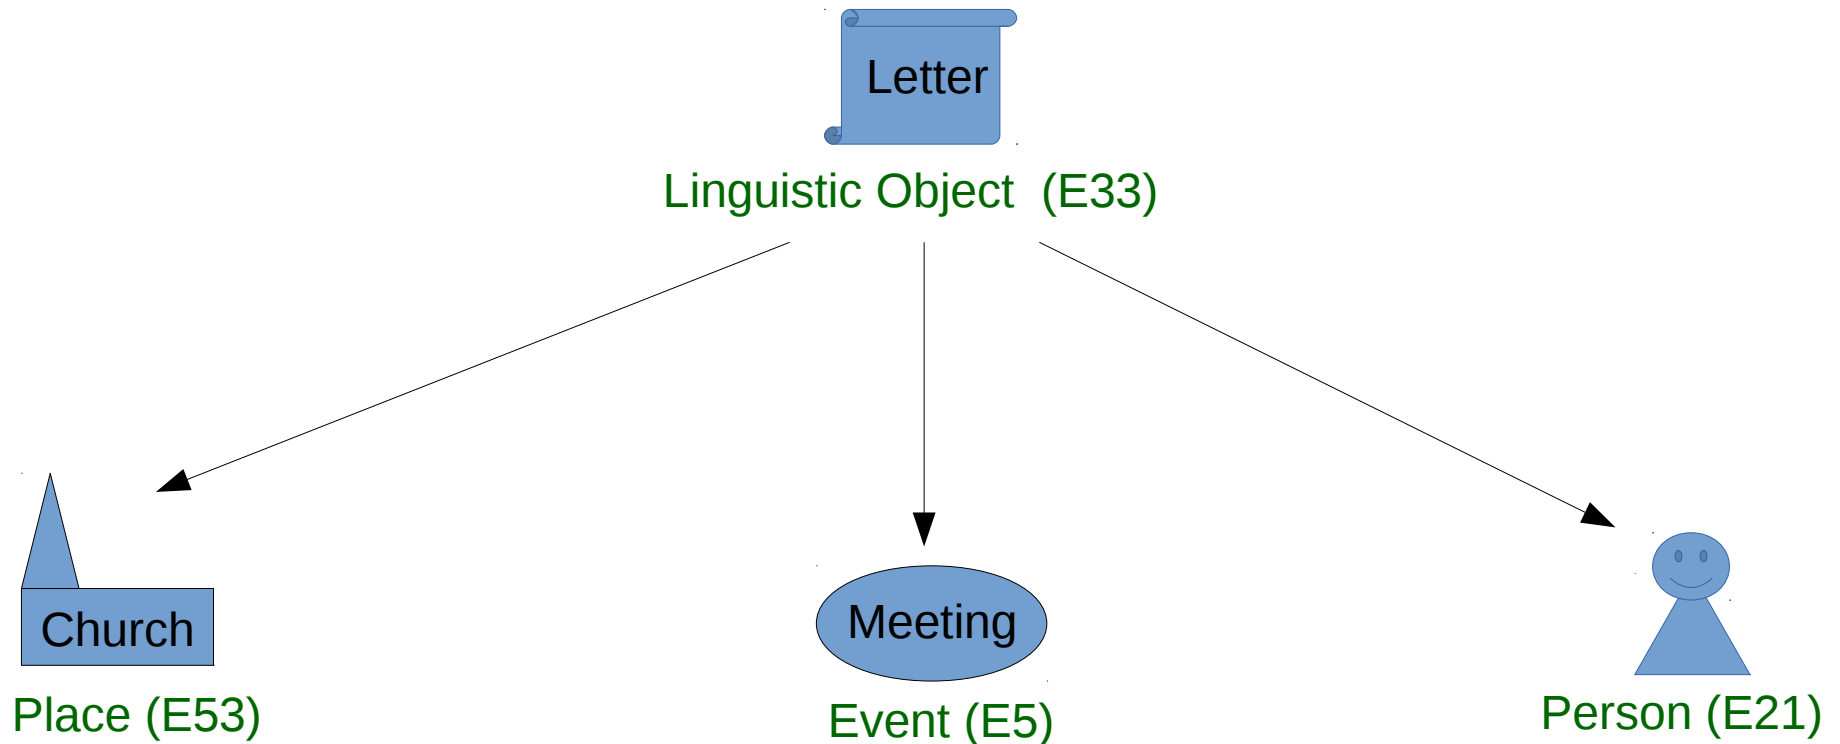 Letter
Linguistic Object (E33)
Church
Meeting
Place (E53)
Event (E5)
Person (E21)